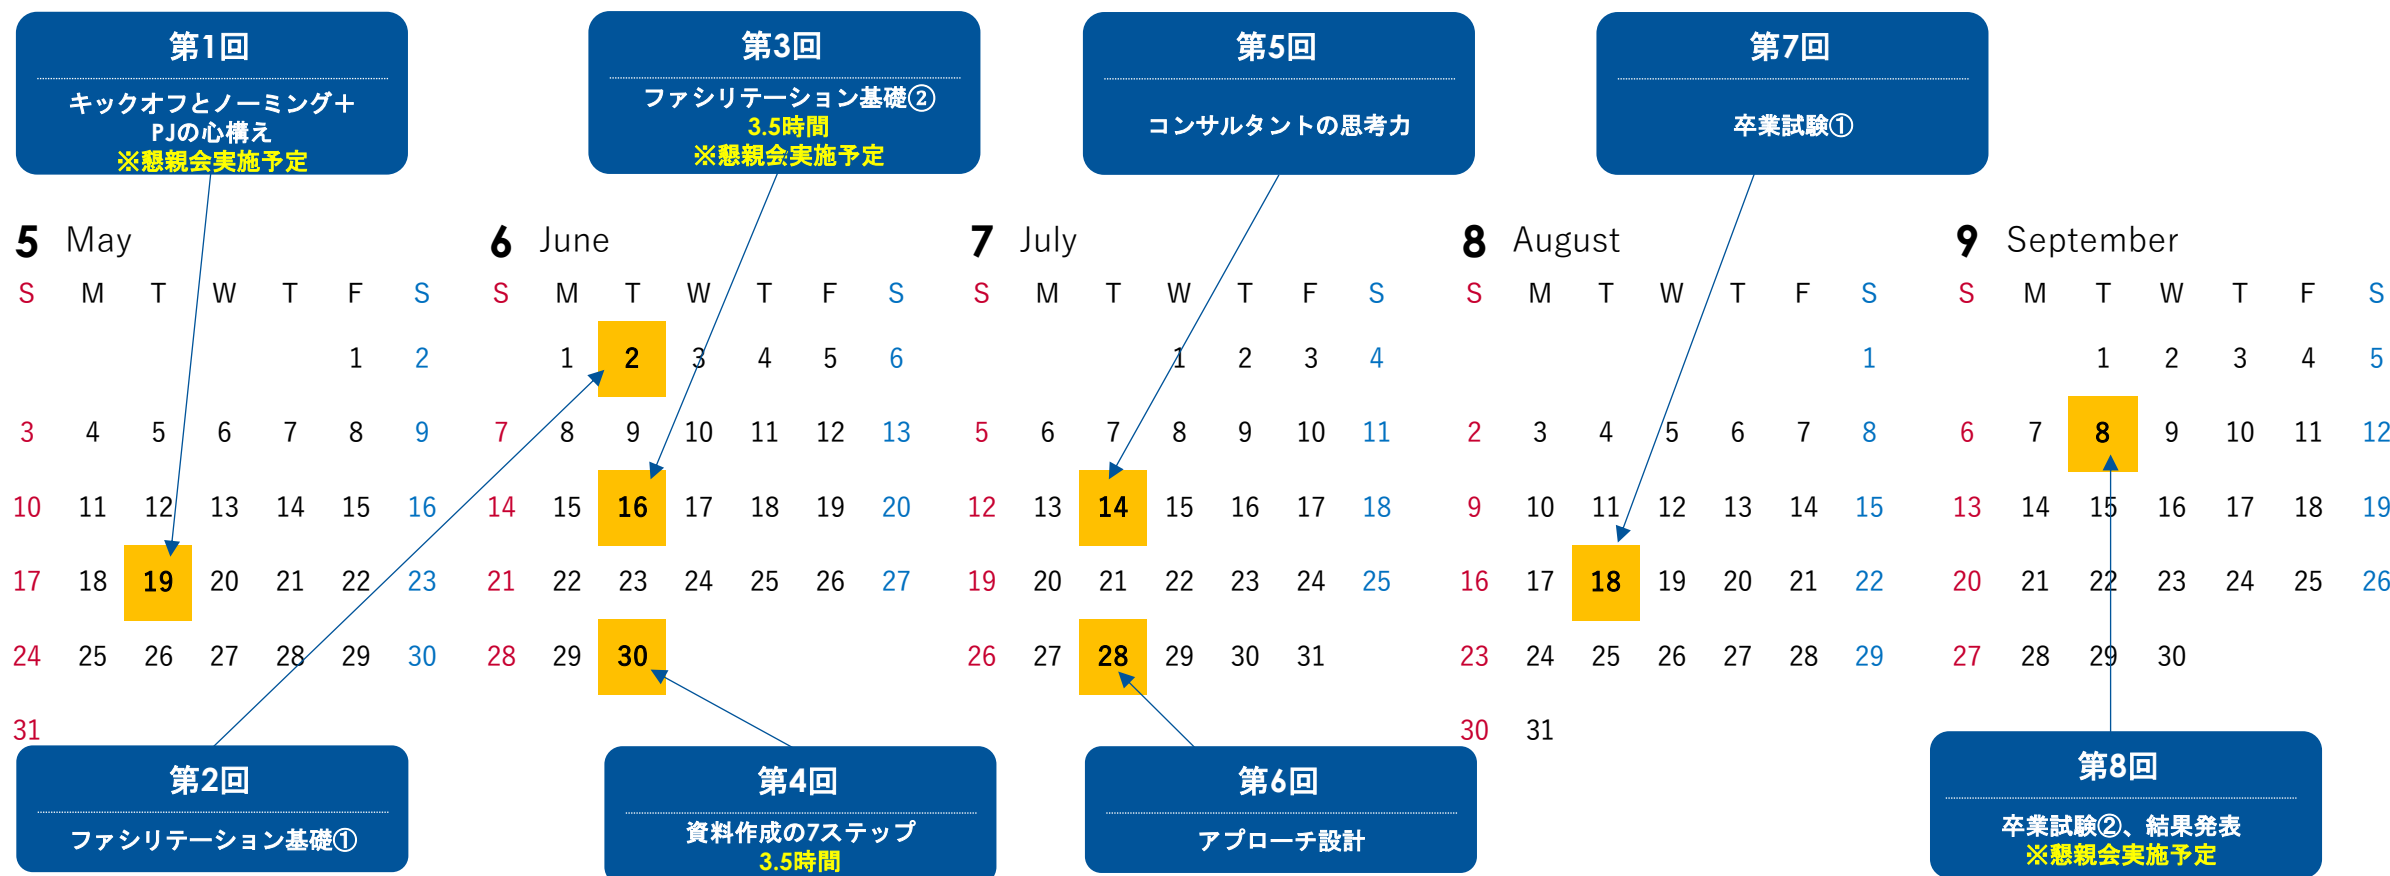 第1回
キックオフとノーミング＋
PJの心構え
※懇親会実施予定
第3回
ファシリテーション基礎②
3.5時間
※懇親会実施予定
第5回
コンサルタントの思考力
第7回
卒業試験①
5 May
S M T W T F S
1 2
3 4 5 6 7 8 9
10 11 12 13 14 15 16
17 18 19 20 21 22 23
24 25 26 27 28 29 30
31
6 June
S M T W T F S
1 2 3 4 5 6
7 8 9 10 11 12 13
14 15 16 17 18 19 20
21 22 23 24 25 26 27
28 29 30
7 July
S M T W T F S
1 2 3 4
5 6 7 8 9 10 11
12 13 14 15 16 17 18
19 20 21 22 23 24 25
26 27 28 29 30 31
8 August
S M T W T F S
1
2 3 4 5 6 7 8
9 10 11 12 13 14 15
16 17 18 19 20 21 22
23 24 25 26 27 28 29
30 31
9 September
S M T W T F S
1 2 3 4 5
6 7 8 9 10 11 12
13 14 15 16 17 18 19
20 21 22 23 24 25 26
27 28 29 30
第2回
ファシリテーション基礎①
第4回
資料作成の7ステップ
3.5時間
第6回
アプローチ設計
第8回
卒業試験②、結果発表
※懇親会実施予定